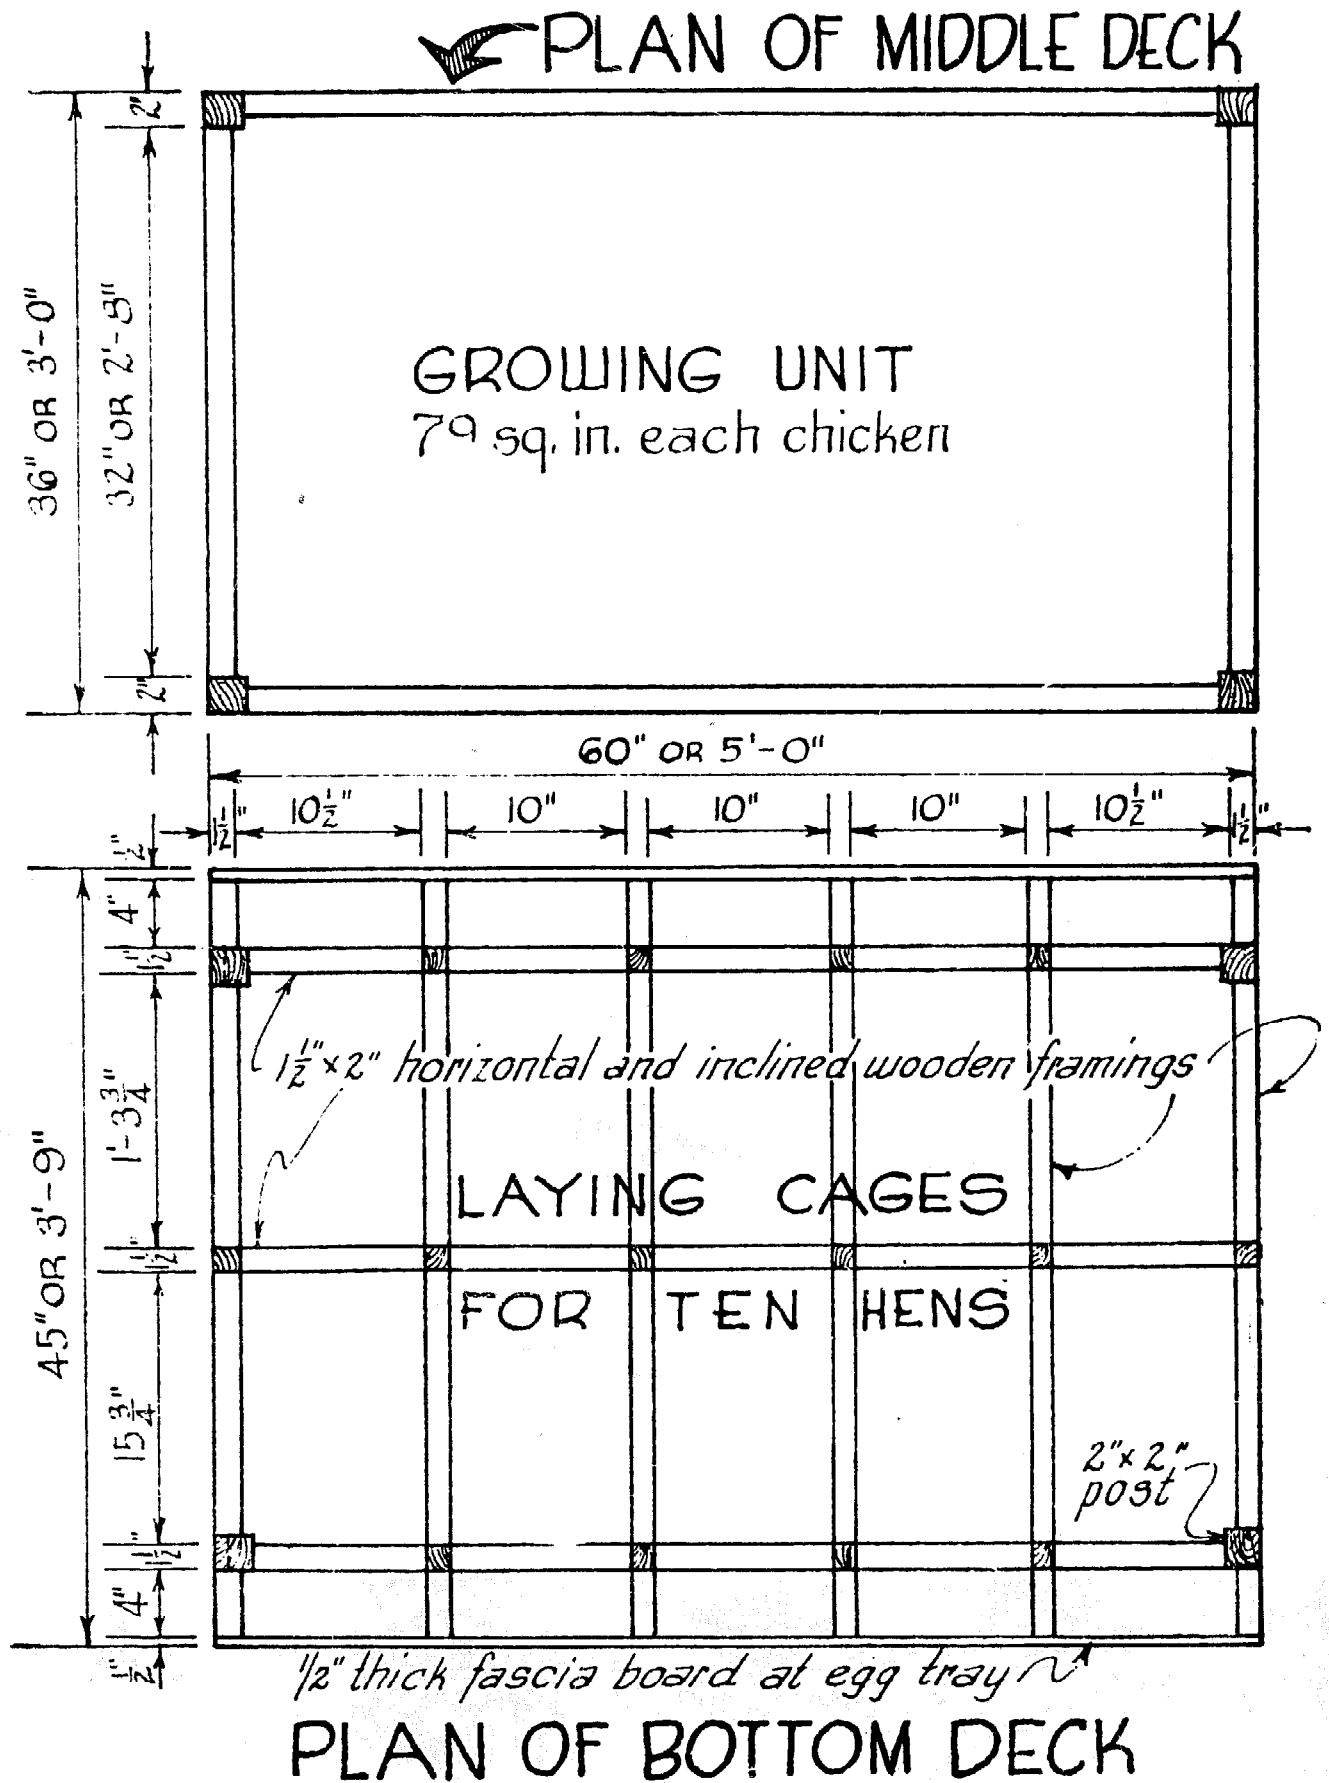 PLAN OF MIDDLE DECK
2"
36" OR 3'-0"
32" OR 2'-8"
2"
GROWING UNIT
79 sq. in. each chicken
60" OR 5'-0"
1½" 10½" 10" 10" 10" 10½" 1½"
½"
4"
1½"
1½" x 2" horizontal and inclined wooden framings
1'-3¾"
45" OR 3'-9"
LAYING CAGES
1½"
FOR TEN HENS
15¾"
2" x 2"
post
1½"
4"
½"
1/2" thick fascia board at egg tray
PLAN OF BOTTOM DECK